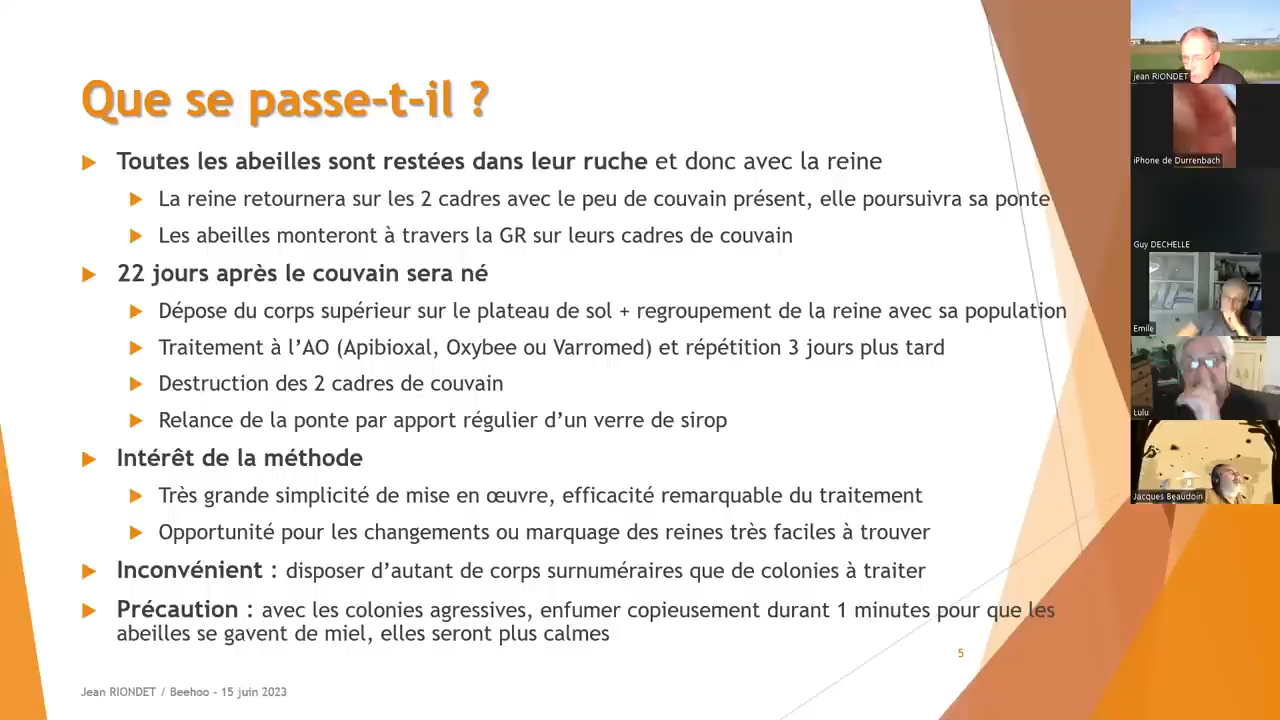 Que se passe-t-il ?
Toutes les abeilles sont restées dans leur ruche et donc avec la reine
La reine retournera sur les 2 cadres avec le peu de couvain présent, elle poursuivra sa ponte
Les abeilles monteront à travers la GR sur leurs cadres de couvain
22 jours après le couvain sera né
Dépose du corps supérieur sur le plateau de sol + regroupement de la reine avec sa population
Traitement à l’AO (Apibioxal, Oxybee ou Varromed) et répétition 3 jours plus tard
Destruction des 2 cadres de couvain
Relance de la ponte par apport régulier d’un verre de sirop
Intérêt de la méthode
Très grande simplicité de mise en œuvre, efficacité remarquable du traitement
Opportunité pour les changements ou marquage des reines très faciles à trouver
Inconvénient : disposer d’autant de corps surnuméraires que de colonies à traiter
Précaution : avec les colonies agressives, enfumer copieusement durant 1 minutes pour que les
abeilles se gavent de miel, elles seront plus calmes
5
Jean RIONDET / Beehoo - 15 juin 2023
jean RIONDET
iPhone de Durrenbach
Guy DECHELLE
Emile
Lulu
Jacques Beaudoin